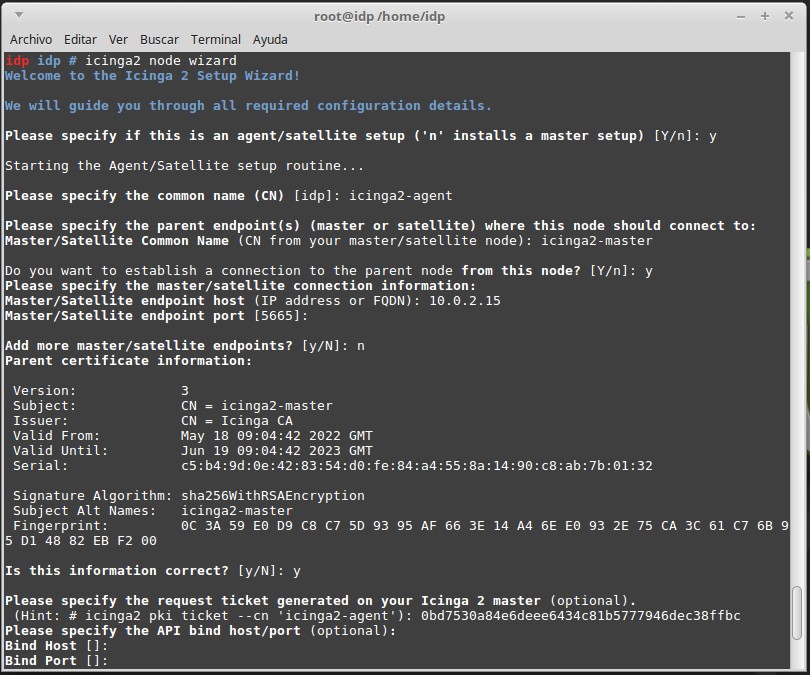 root@idp /home/idp
Archivo Editar Ver Buscar Terminal Ayuda
idp idp # icinga2 node wizard
Welcome to the Icinga 2 Setup Wizard!
We will guide you through all required configuration details.
Please specify if this is an agent/satellite setup ('n' installs a master setup) [Y/n]: y
Starting the Agent/Satellite setup routine...
Please specify the common name (CN) [idp]: icinga2-agent
Please specify the parent endpoint(s) (master or satellite) where this node should connect to:
Master/Satellite Common Name (CN from your master/satellite node): icinga2-master
Do you want to establish a connection to the parent node from this node? [Y/n]: y
Please specify the master/satellite connection information:
Master/Satellite endpoint host (IP address or FQDN): 10.0.2.15
Master/Satellite endpoint port [5665]:
Add more master/satellite endpoints? [y/N]: n
Parent certificate information:
Version: 3
Subject: CN = icinga2-master
Issuer: CN = Icinga CA
Valid From: May 18 09:04:42 2022 GMT
Valid Until: Jun 19 09:04:42 2023 GMT
Serial: c5:b4:9d:0e:42:83:54:d0:fe:84:a4:55:8a:14:90:c8:ab:7b:01:32
Signature Algorithm: sha256WithRSAEncryption
Subject Alt Names: icinga2-master
Fingerprint: 0C 3A 59 E0 D9 C8 C7 5D 93 95 AF 66 3E 14 A4 6E E0 93 2E 75 CA 3C 61 C7 6B 9
5 D1 48 82 EB F2 00
Is this information correct? [y/N]: y
Please specify the request ticket generated on your Icinga 2 master (optional).
(Hint: # icinga2 pki ticket --cn 'icinga2-agent'): 0bd7530a84e6deee6434c81b5777946dec38ffbc
Please specify the API bind host/port (optional):
Bind Host []:
Bind Port []: